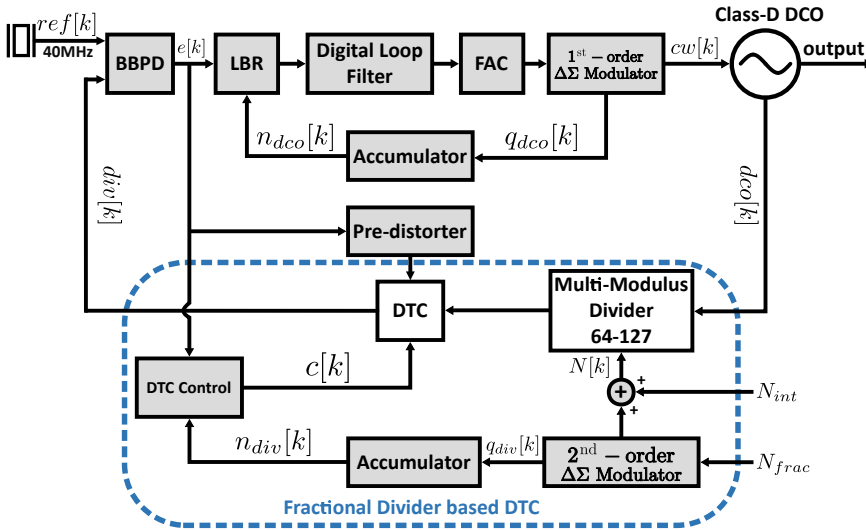 Class-D DCO
ref[k]
40MHz
BBPD
e[k]
LBR
Digital Loop
Filter
FAC
1st − order
ΔΣ Modulator
cw[k]
output
n_dco[k]
Accumulator
q_dco[k]
div[k]
dco[k]
Pre-distorter
DTC
Multi-Modulus
Divider
64-127
N[k]
DTC Control
c[k]
+
+
+
N_int
n_div[k]
Accumulator
q_div[k]
2nd − order
ΔΣ Modulator
N_frac
Fractional Divider based DTC